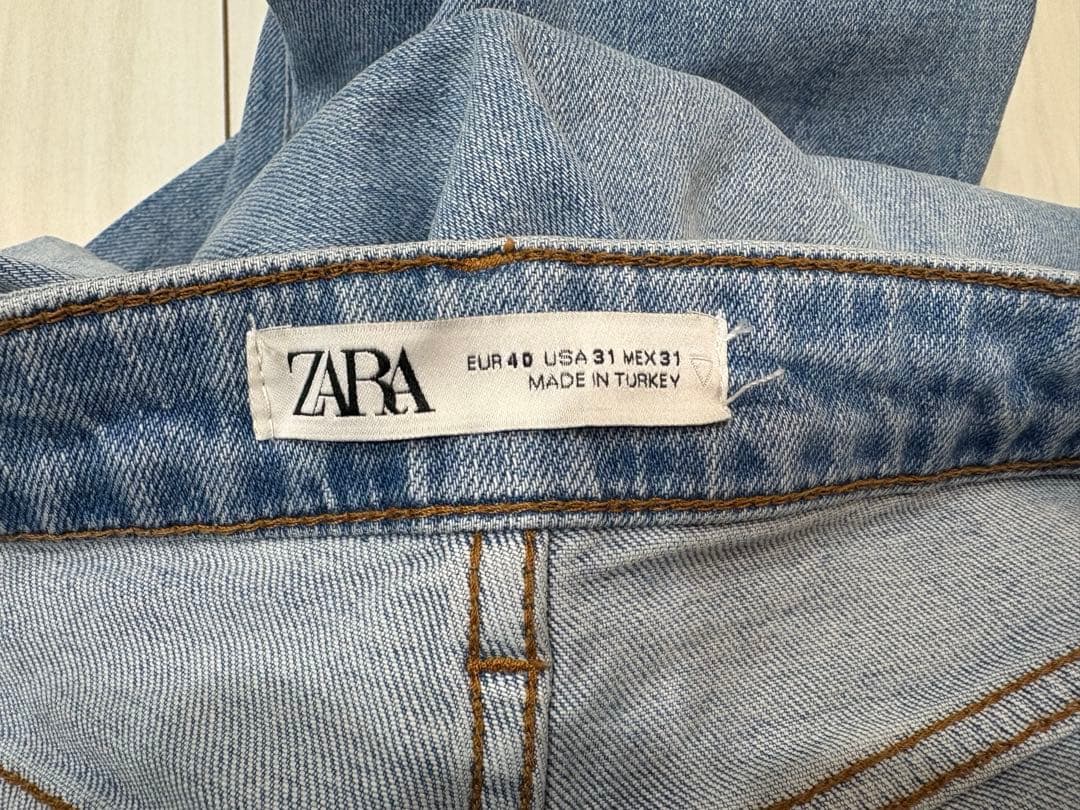 ZARA
EUR 40 USA 31 MEX 31
MADE IN TURKEY